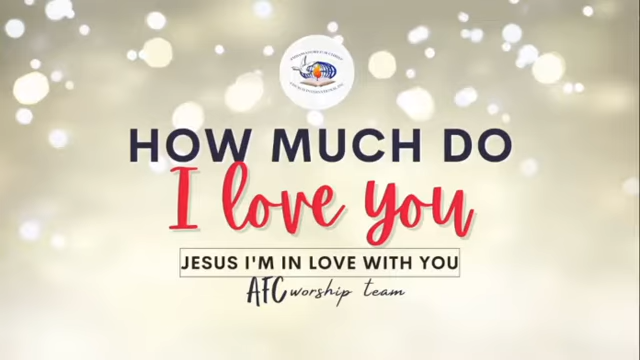 HOW MUCH DO
I love you
JESUS I'M IN LOVE WITH YOU
AFC worship team